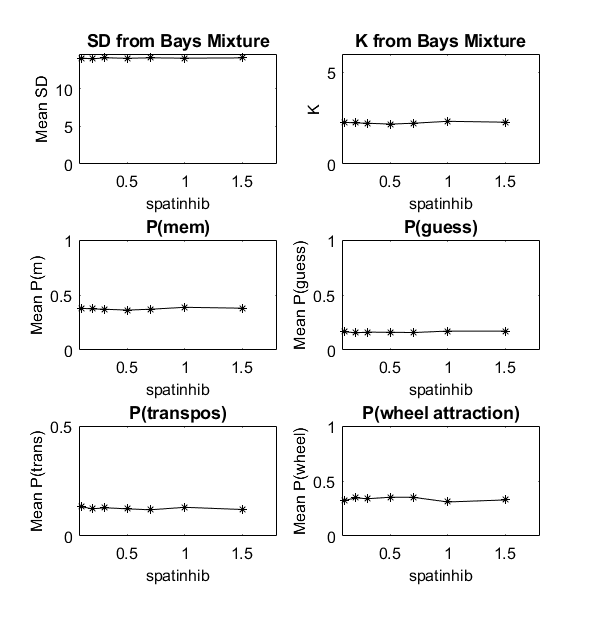 SD from Bays Mixture
Mean SD
10
5
0
0.5 1 1.5
spatinhib
K from Bays Mixture
K
5
0
0.5 1 1.5
spatinhib
P(mem)
Mean P(m)
1
0.5
0
0.5 1 1.5
spatinhib
P(guess)
Mean P(guess)
1
0.5
0
0.5 1 1.5
spatinhib
P(transpos)
Mean P(trans)
0.5
0
0.5 1 1.5
spatinhib
P(wheel attraction)
Mean P(wheel)
1
0.5
0
0.5 1 1.5
spatinhib